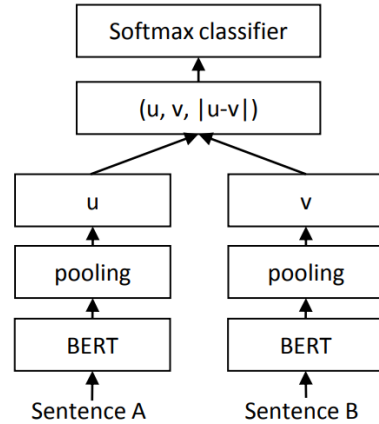 Softmax classifier
(u, v, |u-v|)
u
v
pooling
pooling
BERT
BERT
Sentence A
Sentence B